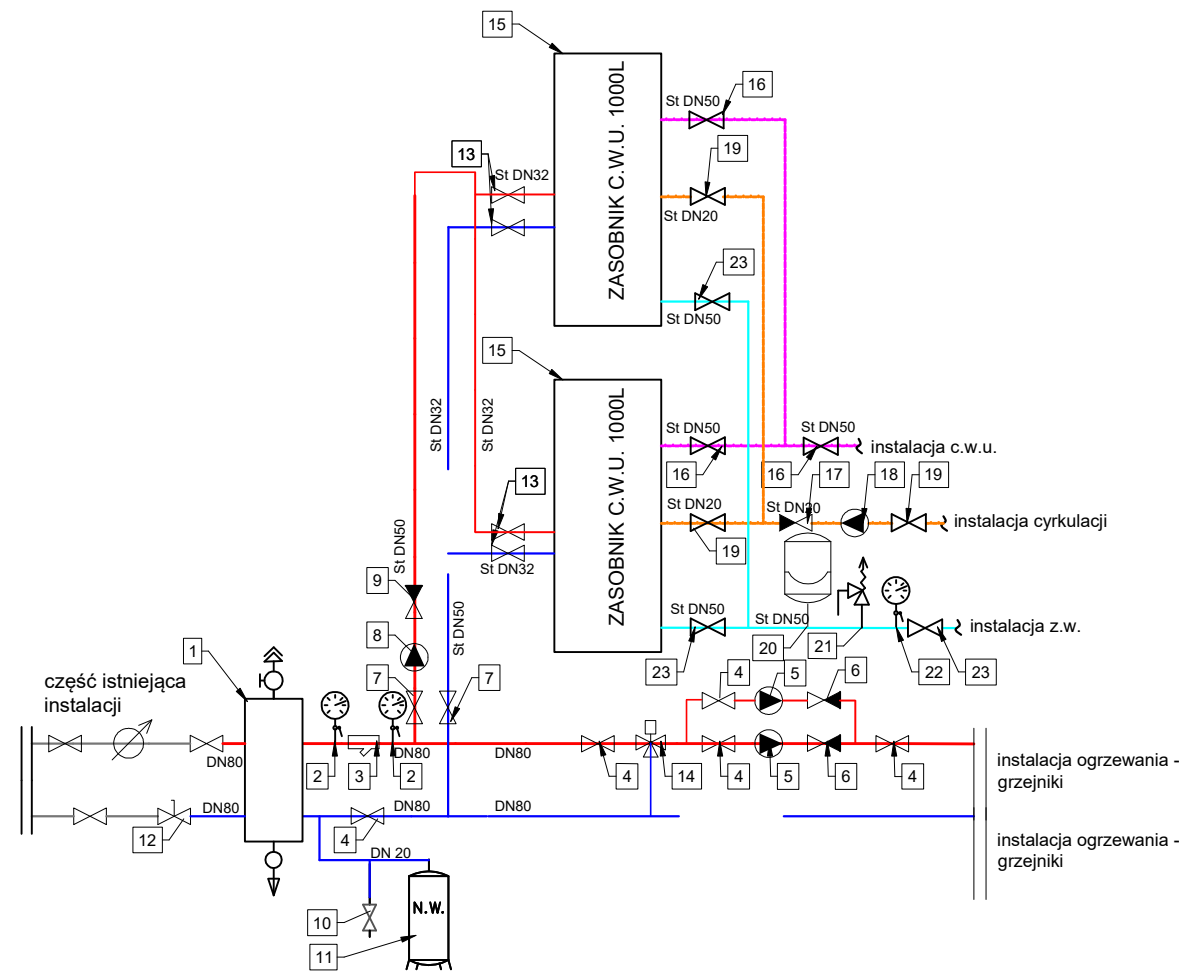 15
ZASOBNIK C.W.U. 1000L
St DN50
16
13
St DN32
19
St DN20
23
St DN50
15
ZASOBNIK C.W.U. 1000L
St DN32
St DN32
St DN50
16
St DN50
16
instalacja c.w.u.
13
St DN32
St DN20
19
St DN20
17
18
19
instalacja cyrkulacji
St DN50
9
8
St DN50
St DN50
23
St DN50
20
21
22
23
instalacja z.w.
1
część istniejąca
instalacji
7
7
4
5
6
DN80
2
3
2
DN80
DN80
4
14
4
5
6
4
instalacja ogrzewania -
grzejniki
12
DN80
4
DN80
DN80
instalacja ogrzewania -
grzejniki
DN 20
10
11
N.W.